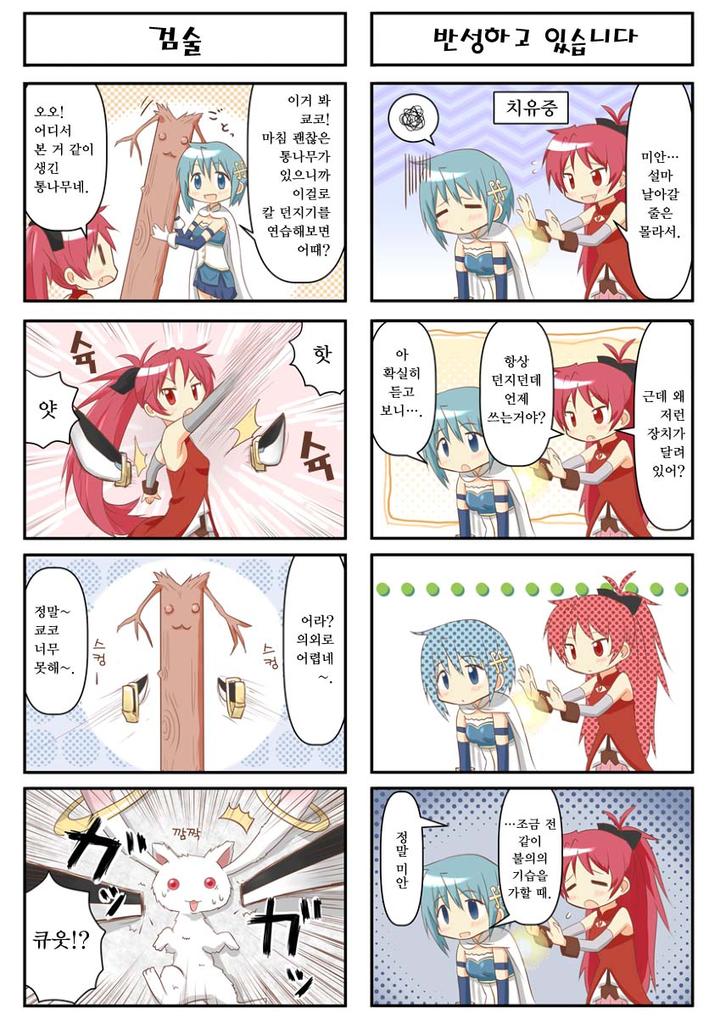 검술
이거 봐
쿄코!
마침 괜찮은
통나무가
있으니까
이걸로
칼 던지기를
연습해보면
어때?
오오!
어디서
본 거 같이
생긴
통나무네.
ごとっ
핫
얏
슉
슉
어라?
의외로
어렵네
~.
정말~
쿄코
너무
못해~.
스컹
스컹
깜짝
가가
각
큐웃!?
반성하고 있습니다
치유중
미안…
설마
날아갈
줄은
몰라서.
근데 왜
저런
장치가
달려
있어?
항상
던지던데
언제
쓰는거야?
아
확실히
듣고
보니….
…조금 전
같이
불의의
기습을
가할 때.
정말 미안